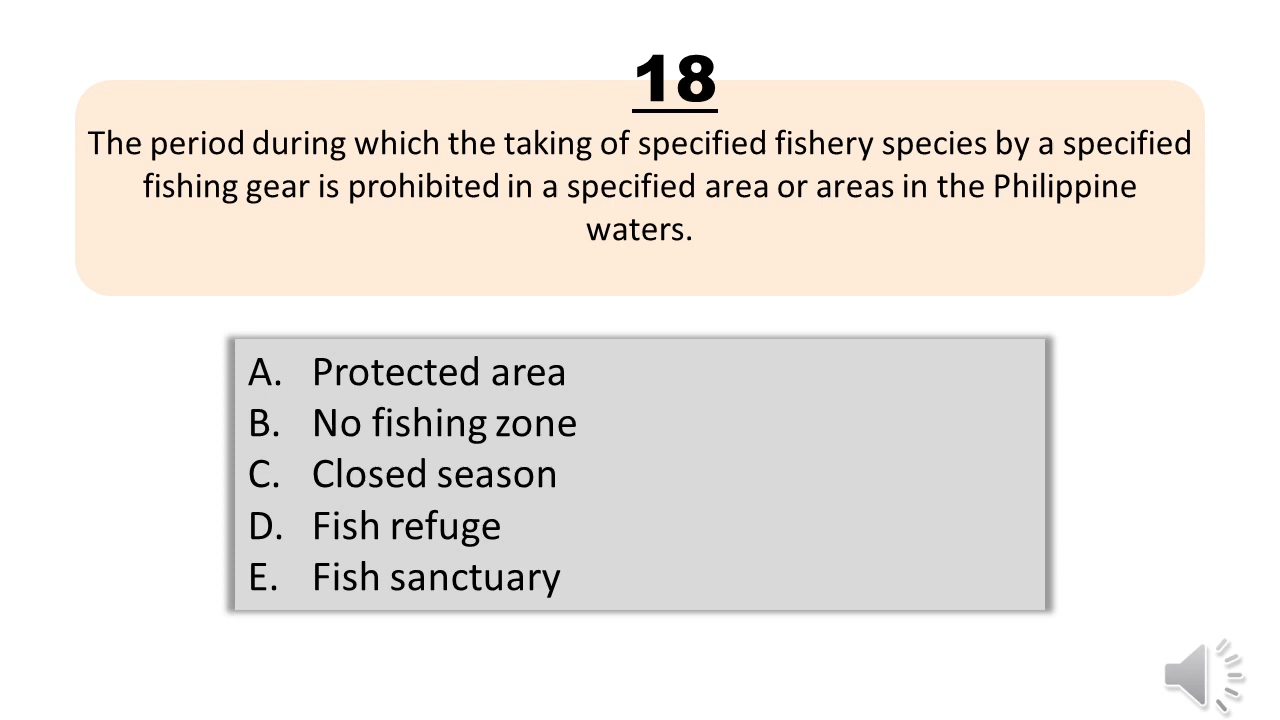 18
The period during which the taking of specified fishery species by a specified
fishing gear is prohibited in a specified area or areas in the Philippine
waters.
A. Protected area
B. No fishing zone
C. Closed season
D. Fish refuge
E. Fish sanctuary